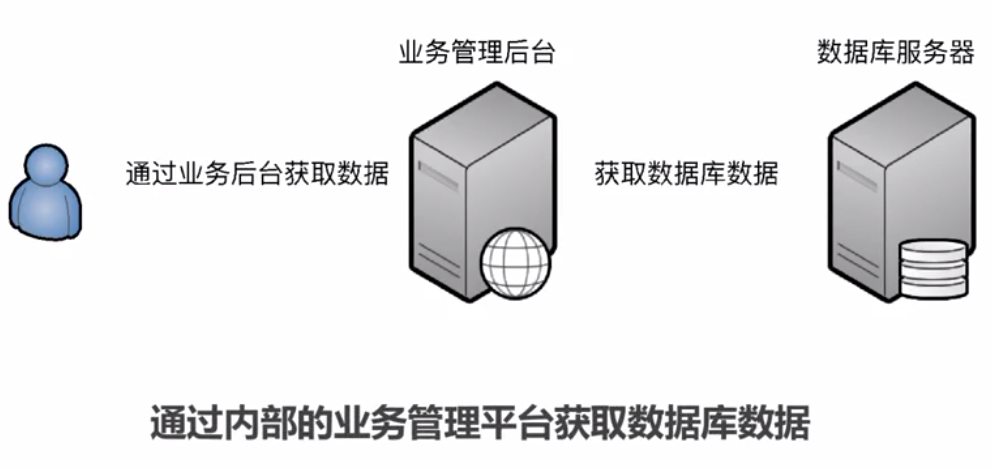 业务管理后台
数据库服务器
通过业务后台获取数据
获取数据库数据
通过内部的业务管理平台获取数据库数据